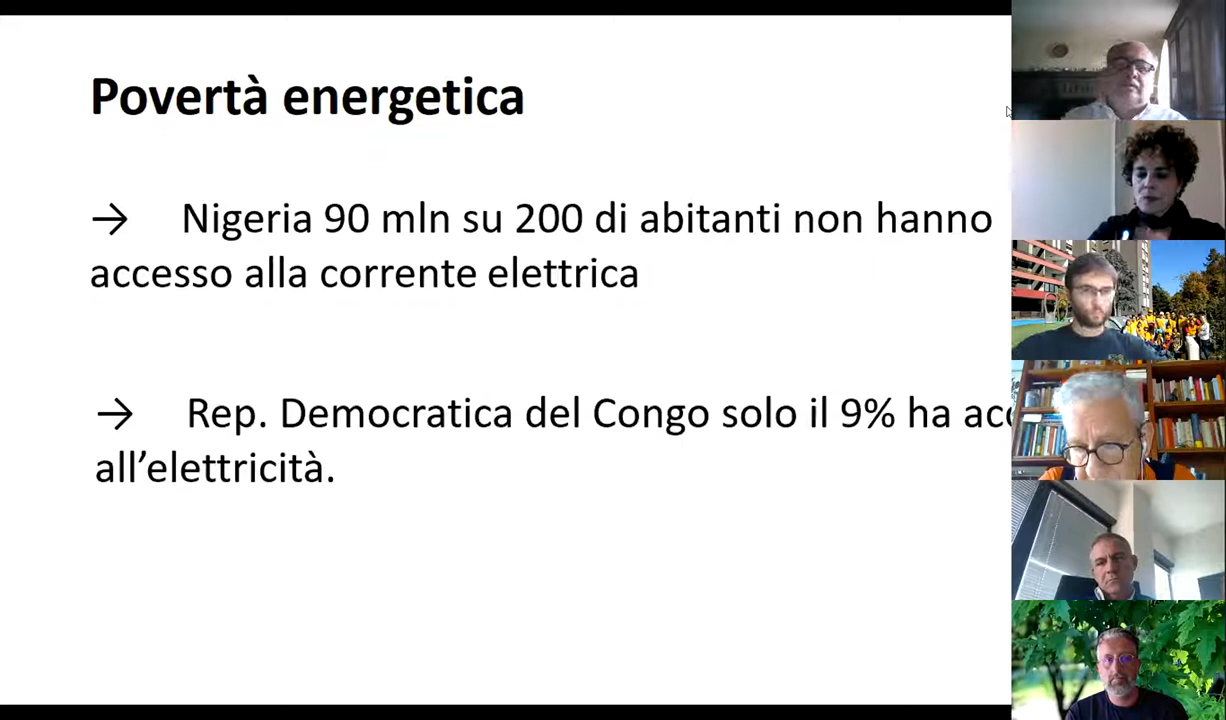 Povertà energetica
→ Nigeria 90 mln su 200 di abitanti non hanno
accesso alla corrente elettrica
→ Rep. Democratica del Congo solo il 9% ha
all’elettricità.